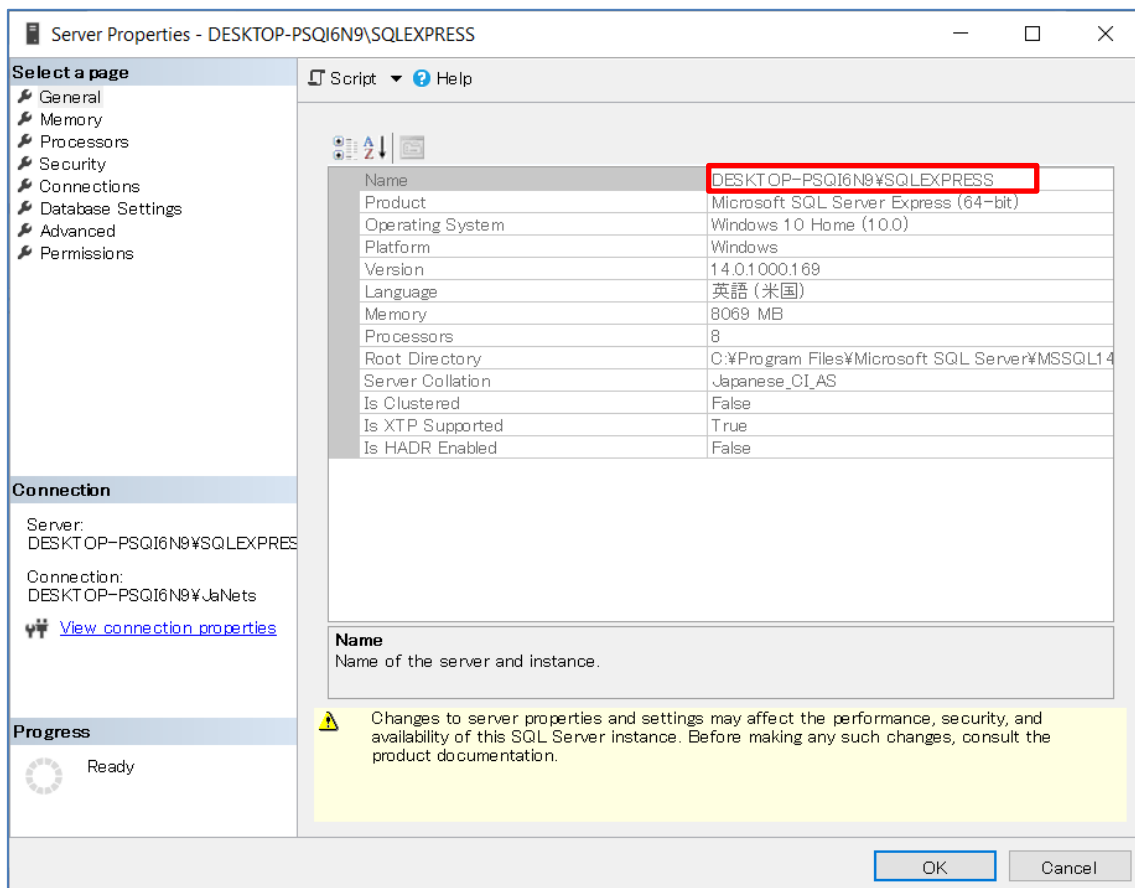 Server Properties - DESKTOP-PSQI6N9\SQLEXPRESS
Select a page
General
Memory
Processors
Security
Connections
Database Settings
Advanced
Permissions
Script
Help
Name DESKTOP-PSQI6N9¥SQLEXPRESS
Product Microsoft SQL Server Express (64-bit)
Operating System Windows 10 Home (10.0)
Platform Windows
Version 14.0.1000.169
Language 英語 (米国)
Memory 8069 MB
Processors 8
Root Directory C:¥Program Files¥Microsoft SQL Server¥MSSQL14
Server Collation Japanese_CI_AS
Is Clustered False
Is XTP Supported True
Is HADR Enabled False
Name
Name of the server and instance.
Connection
Server:
DESKTOP-PSQI6N9¥SQLEXPRES
Connection:
DESKTOP-PSQI6N9¥JaNets
View connection properties
Progress
Ready
Changes to server properties and settings may affect the performance, security, and
availability of this SQL Server instance. Before making any such changes, consult the
product documentation.
OK
Cancel